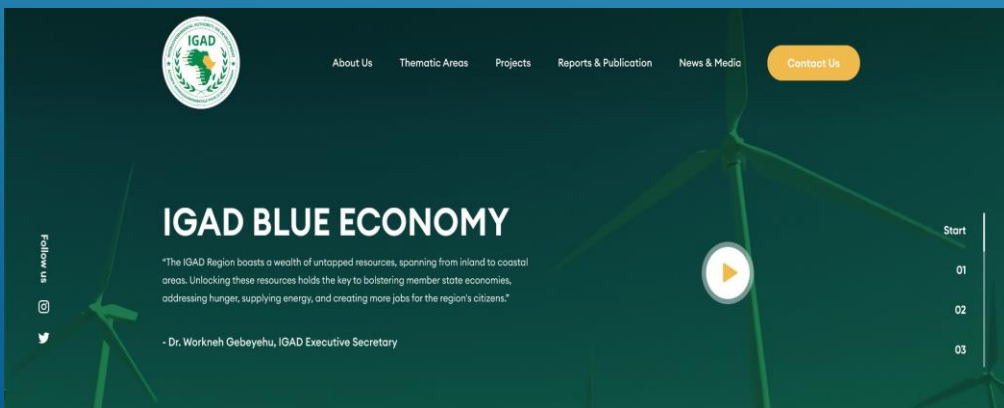 IGAD
About Us
Thematic Areas
Projects
Reports & Publication
News & Media
Contact Us
IGAD BLUE ECONOMY
"The IGAD Region boasts a wealth of untapped resources, spanning from inland to coastal
areas. Unlocking these resources holds the key to bolstering member state economies,
addressing hunger, supplying energy, and creating more jobs for the region's citizens."
- Dr. Workneh Gebeyehu, IGAD Executive Secretary
Follow us
Start
01
02
03